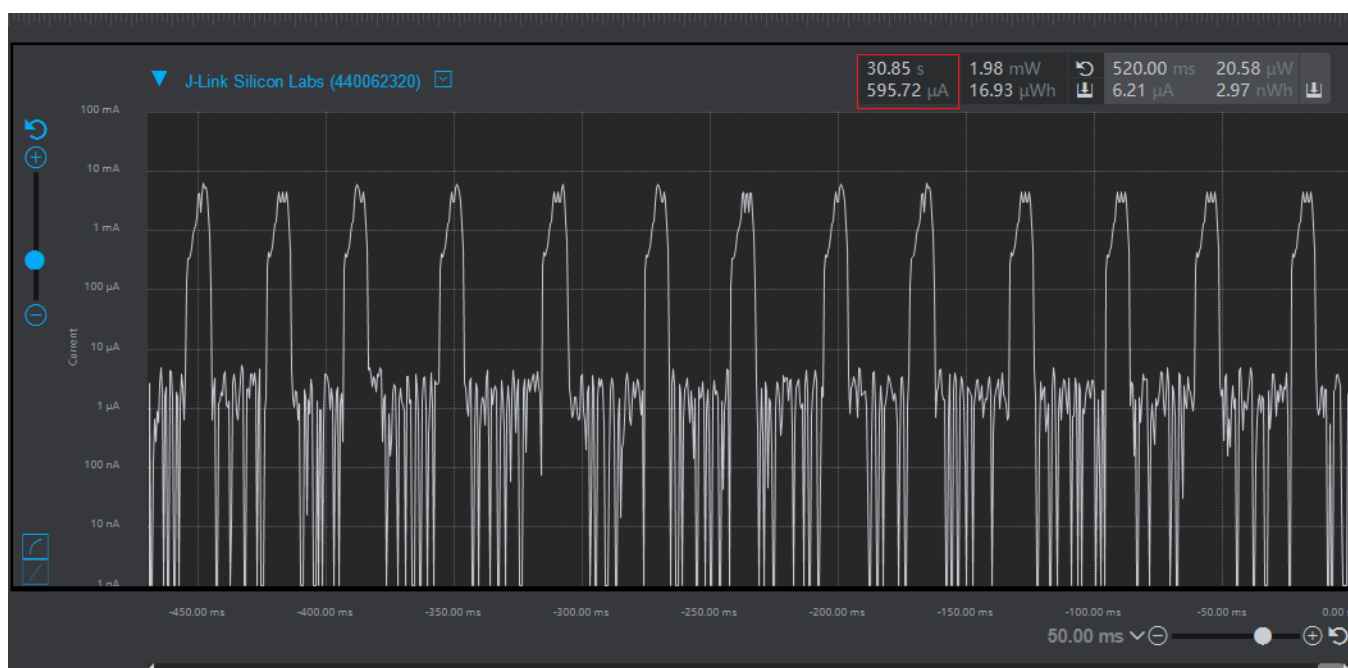 J-Link Silicon Labs (440062320)
30.85 s 1.98 mW 520.00 ms 20.58 µW
595.72 µA 16.93 µWh 6.21 µA 2.97 nWh
100 mA
10 mA
1 mA
100 µA
10 µA
1 µA
100 nA
10 nA
1 nA
Current
-450.00 ms -400.00 ms -350.00 ms -300.00 ms -250.00 ms -200.00 ms -150.00 ms -100.00 ms -50.00 ms 0.00
50.00 ms